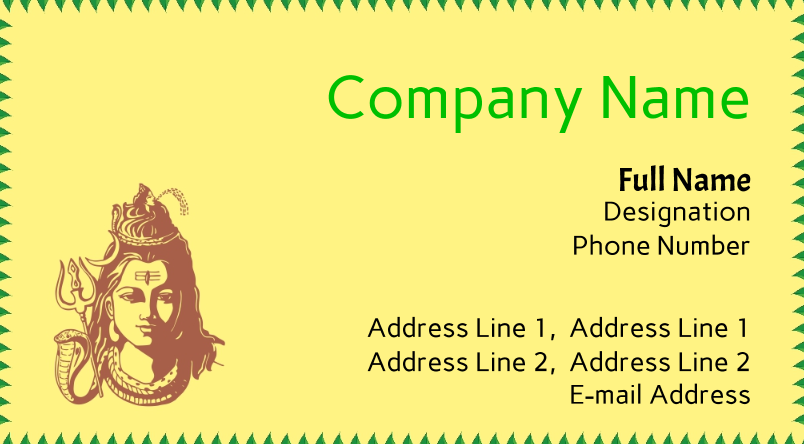 Company Name
Full Name
Designation
Phone Number
Address Line 1,  Address Line 1
Address Line 2,  Address Line 2
E-mail Address